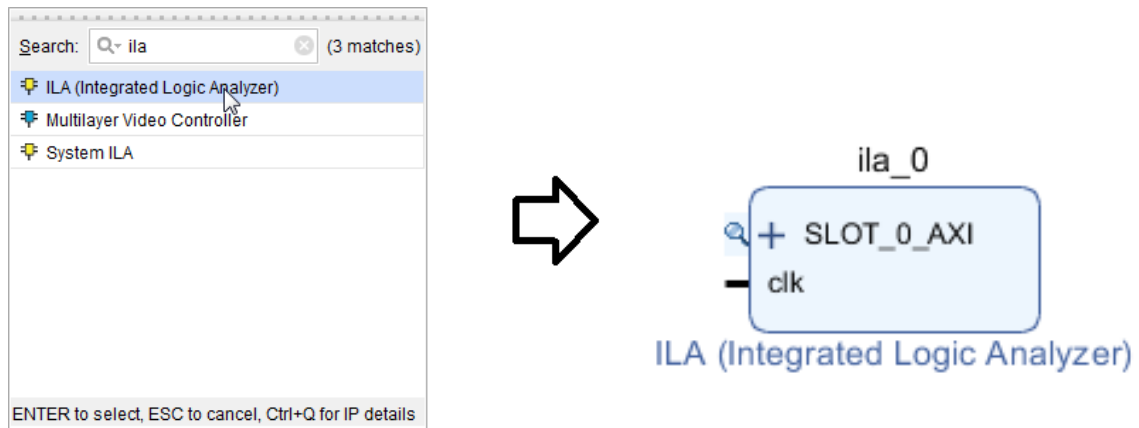 Search: ila (3 matches)
ILA (Integrated Logic Analyzer)
Multilayer Video Controller
System ILA
ENTER to select, ESC to cancel, Ctrl+Q for IP details
ila_0
SLOT_0_AXI
clk
ILA (Integrated Logic Analyzer)